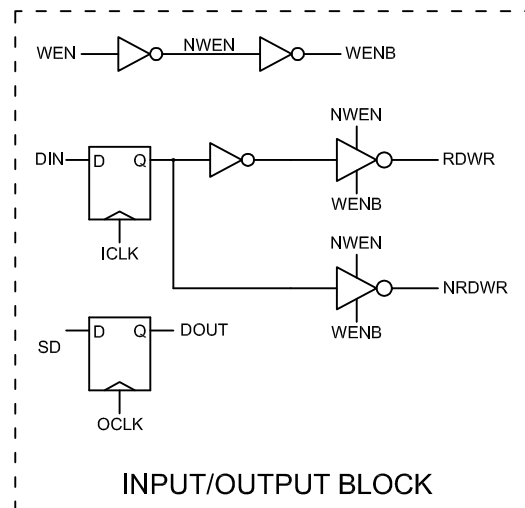 WEN NWEN WENB
NWEN
DIN D Q RDWR
WENB
ICLK
NWEN
NRDWR
WENB
D Q DOUT
SD
OCLK
INPUT/OUTPUT BLOCK